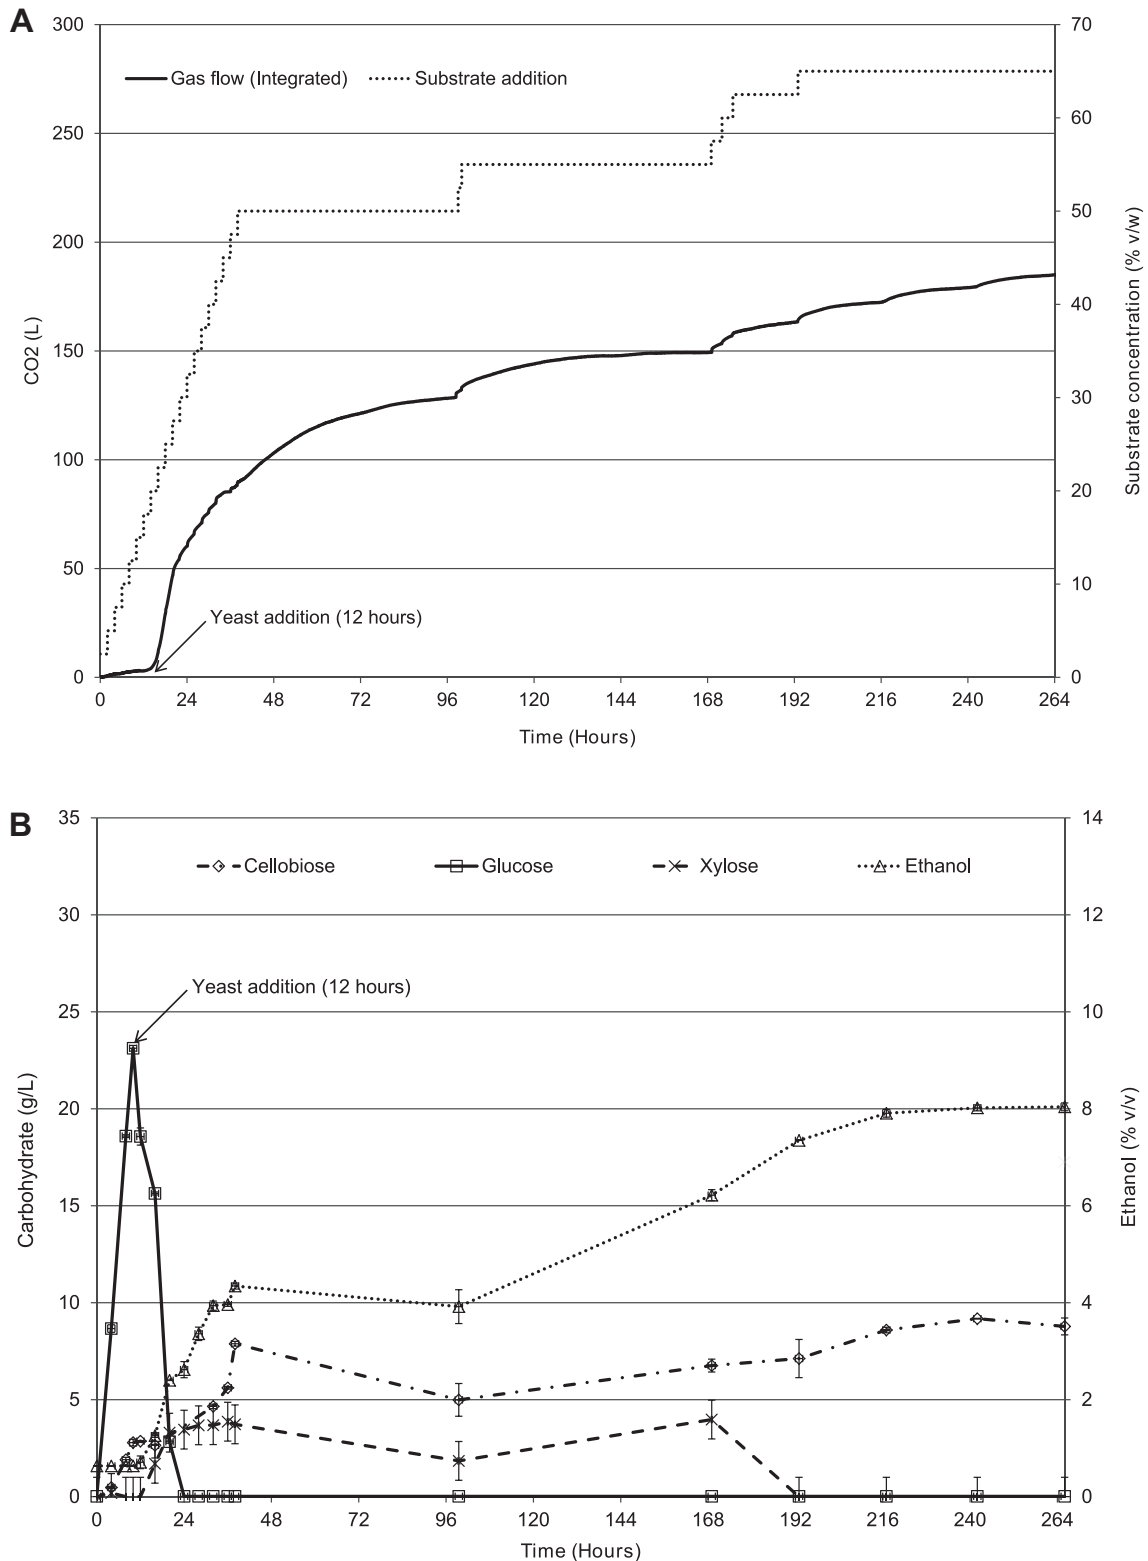 A
300
250
200
150
100
50
0
CO2 (L)
Gas flow (Integrated) Substrate addition
70
60
50
40
30
20
10
0
Substrate concentration (% v/w)
Yeast addition (12 hours)
0 24 48 72 96 120 144 168 192 216 240 264
Time (Hours)
B
35
30
25
20
15
10
5
0
Carbohydrate (g/L)
Cellobiose Glucose Xylose Ethanol
14
12
10
8
6
4
2
0
Ethanol (% v/v)
Yeast addition (12 hours)
0 24 48 72 96 120 144 168 192 216 240 264
Time (Hours)